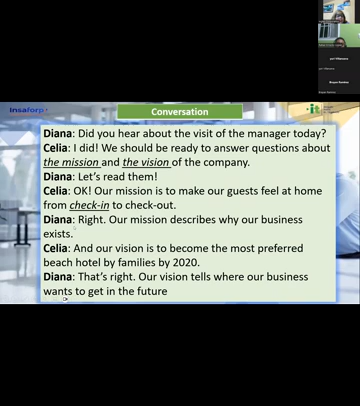 insaforp
Conversation
Diana: Did you hear about the visit of the manager today?
Celia: I did! We should be ready to answer questions about
the mission and the vision of the company.
Diana: Let's read them!
Celia: OK! Our mission is to make our guests feel at home
from check-in to check-out.
Diana: Right. Our mission describes why our business
exists.
Celia: And our vision is to become the most preferred
beach hotel by families by 2020.
Diana: That's right. Our vision tells where our business
wants to get in the future